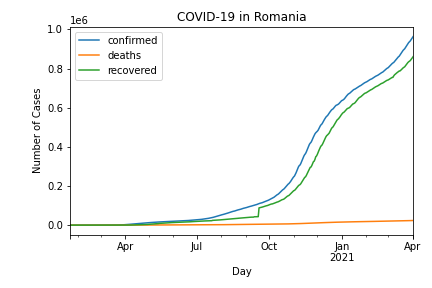 COVID-19 in Romania
1e6
confirmed
deaths
recovered
Number of Cases
1.0
0.8
0.6
0.4
0.2
0.0
Apr Jul Oct Jan Apr
2021
Day